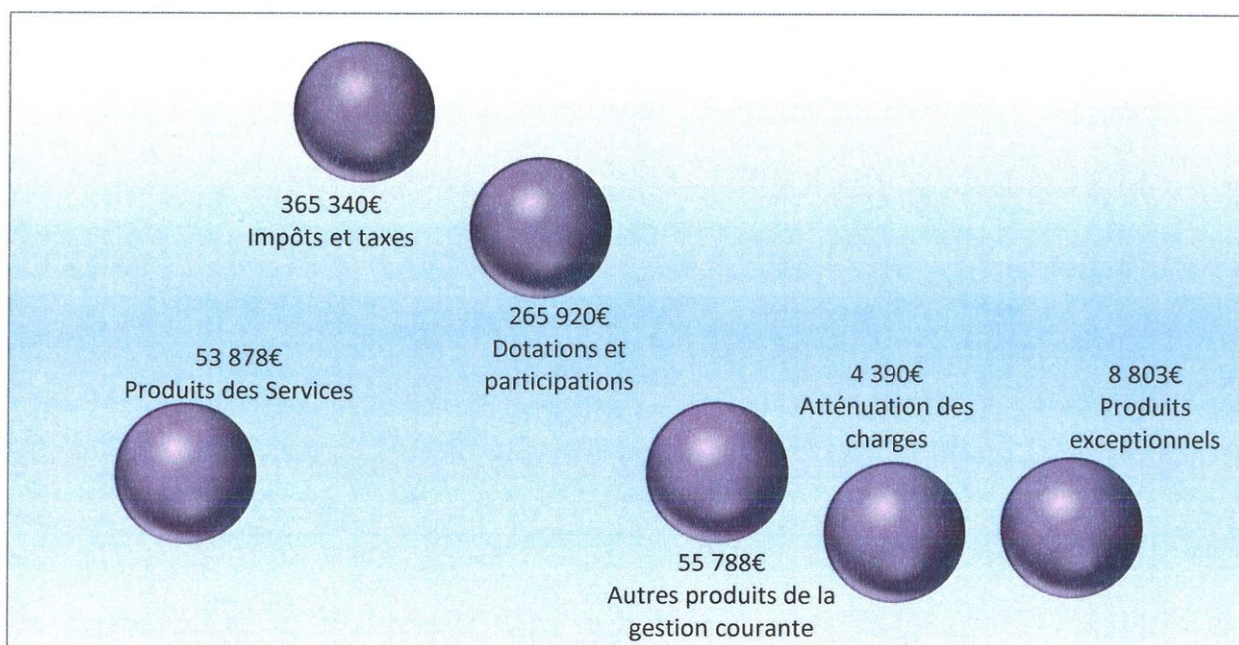 365 340€
Impôts et taxes
265 920€
Dotations et
participations
53 878€
Produits des Services
4 390€
Atténuation des
charges
8 803€
Produits
exceptionnels
55 788€
Autres produits de la
gestion courante